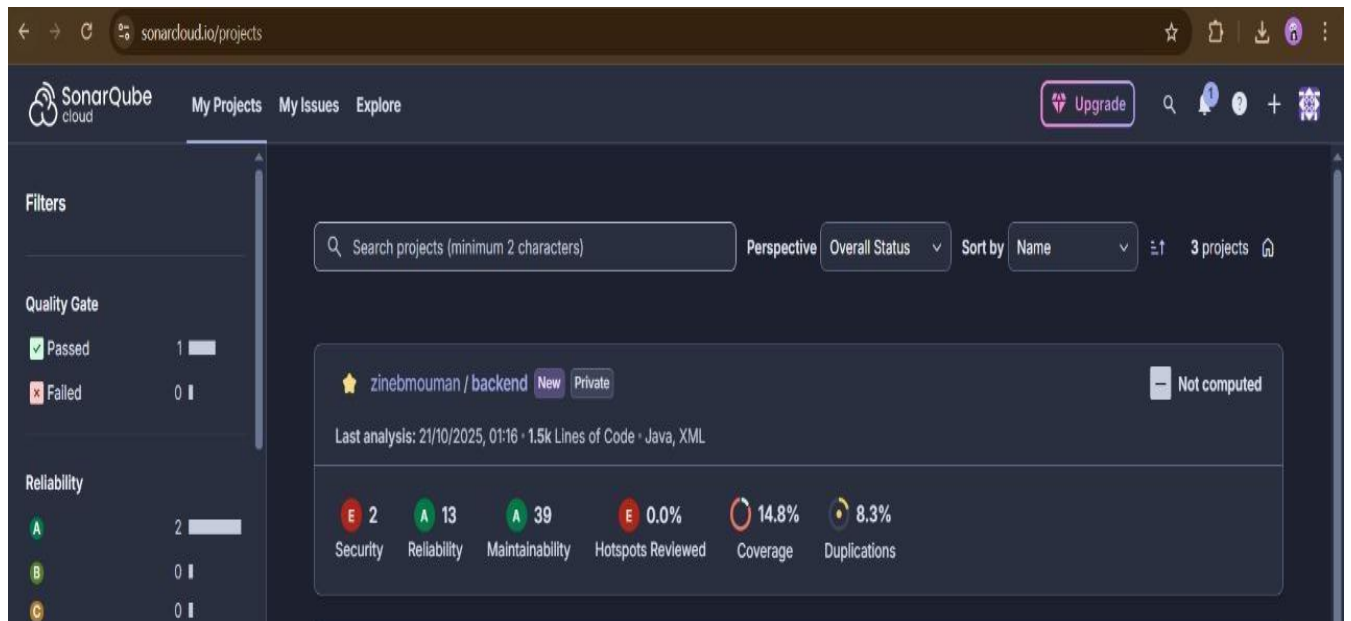 sonarcloud.io/projects
SonarQube
cloud
My Projects My Issues Explore
Upgrade
1
?
Filters
Search projects (minimum 2 characters)
Perspective Overall Status Sort by Name 3 projects
Quality Gate
Passed 1
Failed 0
zinebmouman / backend New Private
Not computed
Last analysis: 21/10/2025, 01:16 · 1.5k Lines of Code · Java, XML
Reliability
A 2
B 0
C 0
E 2 A 13 A 39 E 0.0% 14.8% 8.3%
Security Reliability Maintainability Hotspots Reviewed Coverage Duplications